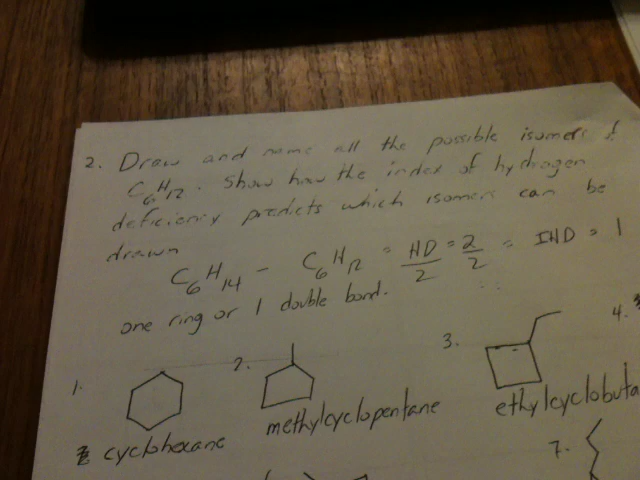 2. Draw and name all the possible isomers of
C6H12. Show how the index of hydrogen
deficiency predicts which isomers can be
drawn
C6H14 - C6H12 = HD/2 = 2/2 = IHD = 1
one ring or 1 double bond.
1.
2.
3.
4.
cyclohexane
methylcyclopentane
ethylcyclobuta
7.